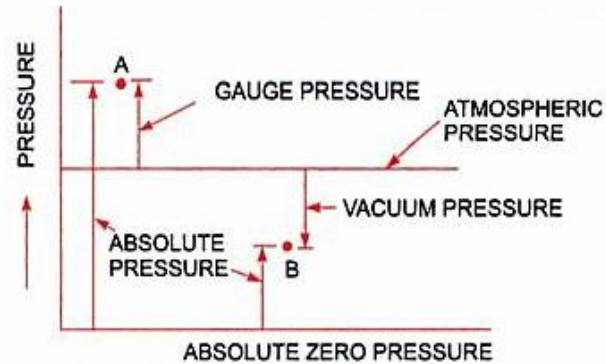 A
GAUGE PRESSURE
ATMOSPHERIC
PRESSURE
PRESSURE
VACUUM PRESSURE
ABSOLUTE
PRESSURE
B
ABSOLUTE ZERO PRESSURE